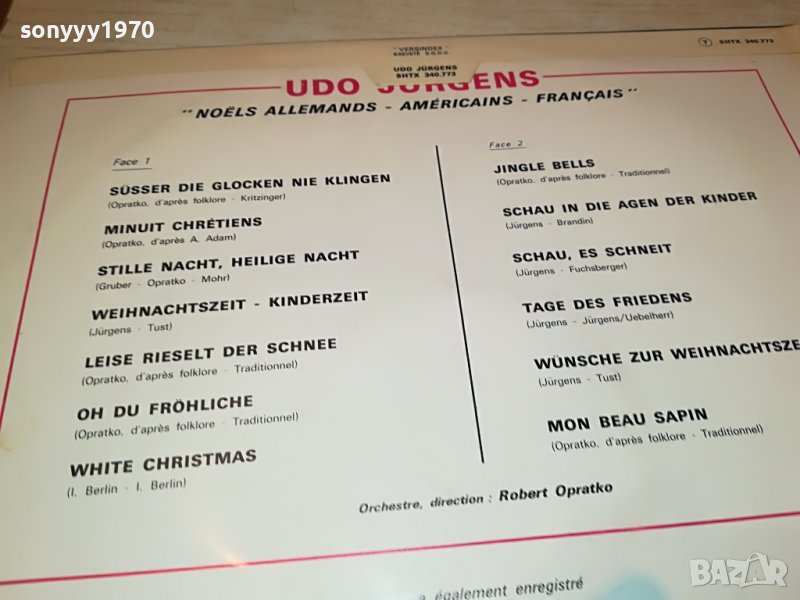 sonyyy1970
VERSINDEX
BREVETÉ S.G.D.G.
UDO JÜRGENS
SHTX 340.773
T SHTX 340.773
UDO JÜRGENS
"NOËLS ALLEMANDS - AMÉRICAINS - FRANÇAIS"
Face 1
SÜSSER DIE GLOCKEN NIE KLINGEN
(Opratko, d'après folklore - Kritzinger)
MINUIT CHRÉTIENS
(Opratko, d'après A. Adam)
STILLE NACHT, HEILIGE NACHT
(Gruber - Opratko - Mohr)
WEIHNACHTSZEIT - KINDERZEIT
(Jürgens - Tust)
LEISE RIESELT DER SCHNEE
(Opratko, d'après folklore - Traditionnel)
OH DU FRÖHLICHE
(Opratko, d'après folklore - Traditionnel)
WHITE CHRISTMAS
(I. Berlin - I. Berlin)
Face 2
JINGLE BELLS
(Opratko, d'après folklore - Traditionnel)
SCHAU IN DIE AGEN DER KINDER
(Jürgens - Brandin)
SCHAU, ES SCHNEIT
(Jürgens - Fuchsberger)
TAGE DES FRIEDENS
(Jürgens - Jürgens/Uebelherr)
WÜNSCHE ZUR WEIHNACHTSZE
(Jürgens - Tust)
MON BEAU SAPIN
(Opratko, d'après folklore - Traditionnel)
Orchestre, direction : Robert Opratko
a également enregistré
BAZAR